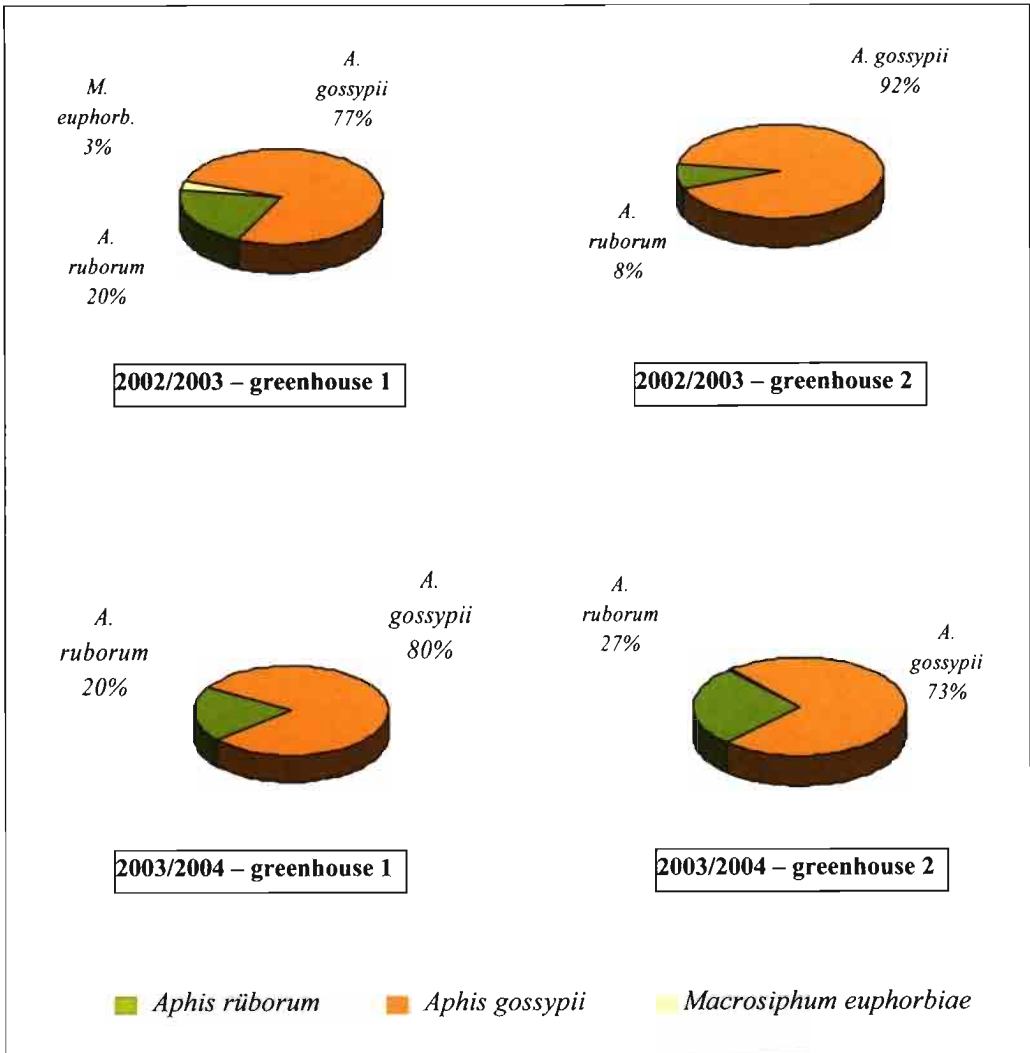 M.
euphorb.
3%
A.
gossypii
77%
A.
ruborum
20%
2002/2003 – greenhouse 1
A. gossypii
92%
A.
ruborum
8%
2002/2003 – greenhouse 2
A.
ruborum
20%
A.
gossypii
80%
2003/2004 – greenhouse 1
A.
ruborum
27%
A.
gossypii
73%
2003/2004 – greenhouse 2
Aphis rüborum
Aphis gossypii
Macrosiphum euphorbiae